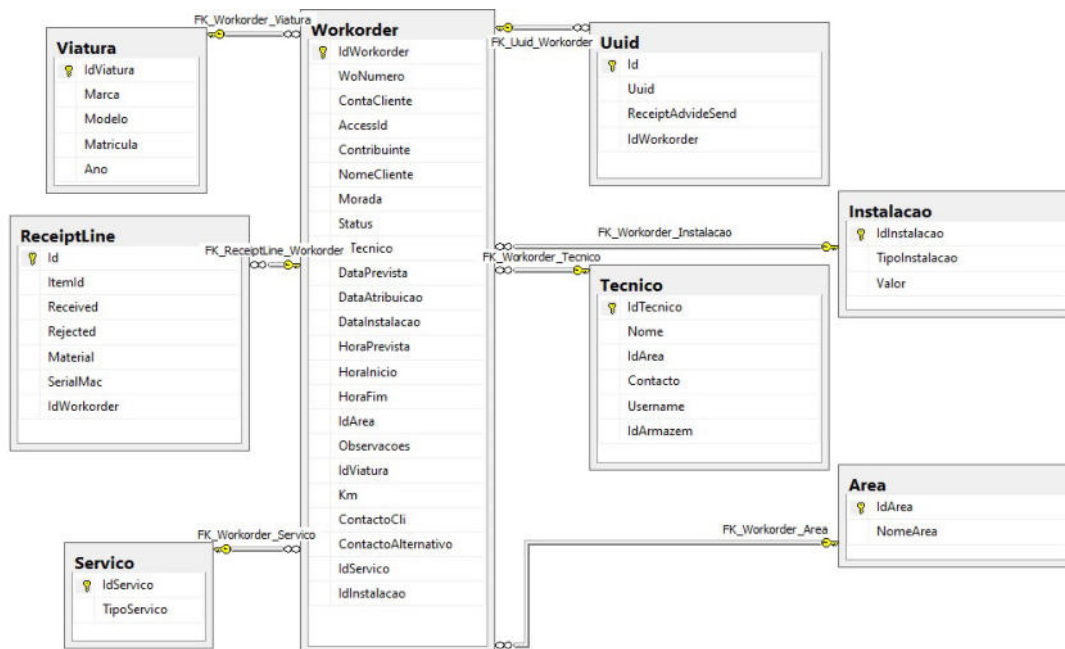 FK_Workorder_Viatura
Viatura
IdViatura
Marca
Modelo
Matricula
Ano
Workorder
IdWorkorder
WoNumero
ContaCliente
AccessId
Contribuinte
NomeCliente
Morada
Status
Tecnico
DataPrevista
DataAtribuicao
DataInstalacao
HoraPrevista
HoraInicio
HoraFim
IdArea
Observacoes
IdViatura
Km
ContactoCli
ContactoAlternativo
IdServico
IdInstalacao
FK_Uuid_Workorder
Uuid
Id
Uuid
ReceiptAdvideSend
IdWorkorder
ReceiptLine
Id
ItemId
Received
Rejected
Material
SerialMac
IdWorkorder
FK_ReceiptLine_Workorder
FK_Workorder_Instalacao
Instalacao
IdInstalacao
TipoInstalacao
Valor
FK_Workorder_Tecnico
Tecnico
IdTecnico
Nome
IdArea
Contacto
Username
IdArmazem
FK_Workorder_Area
Area
IdArea
NomeArea
FK_Workorder_Servico
Servico
IdServico
TipoServico